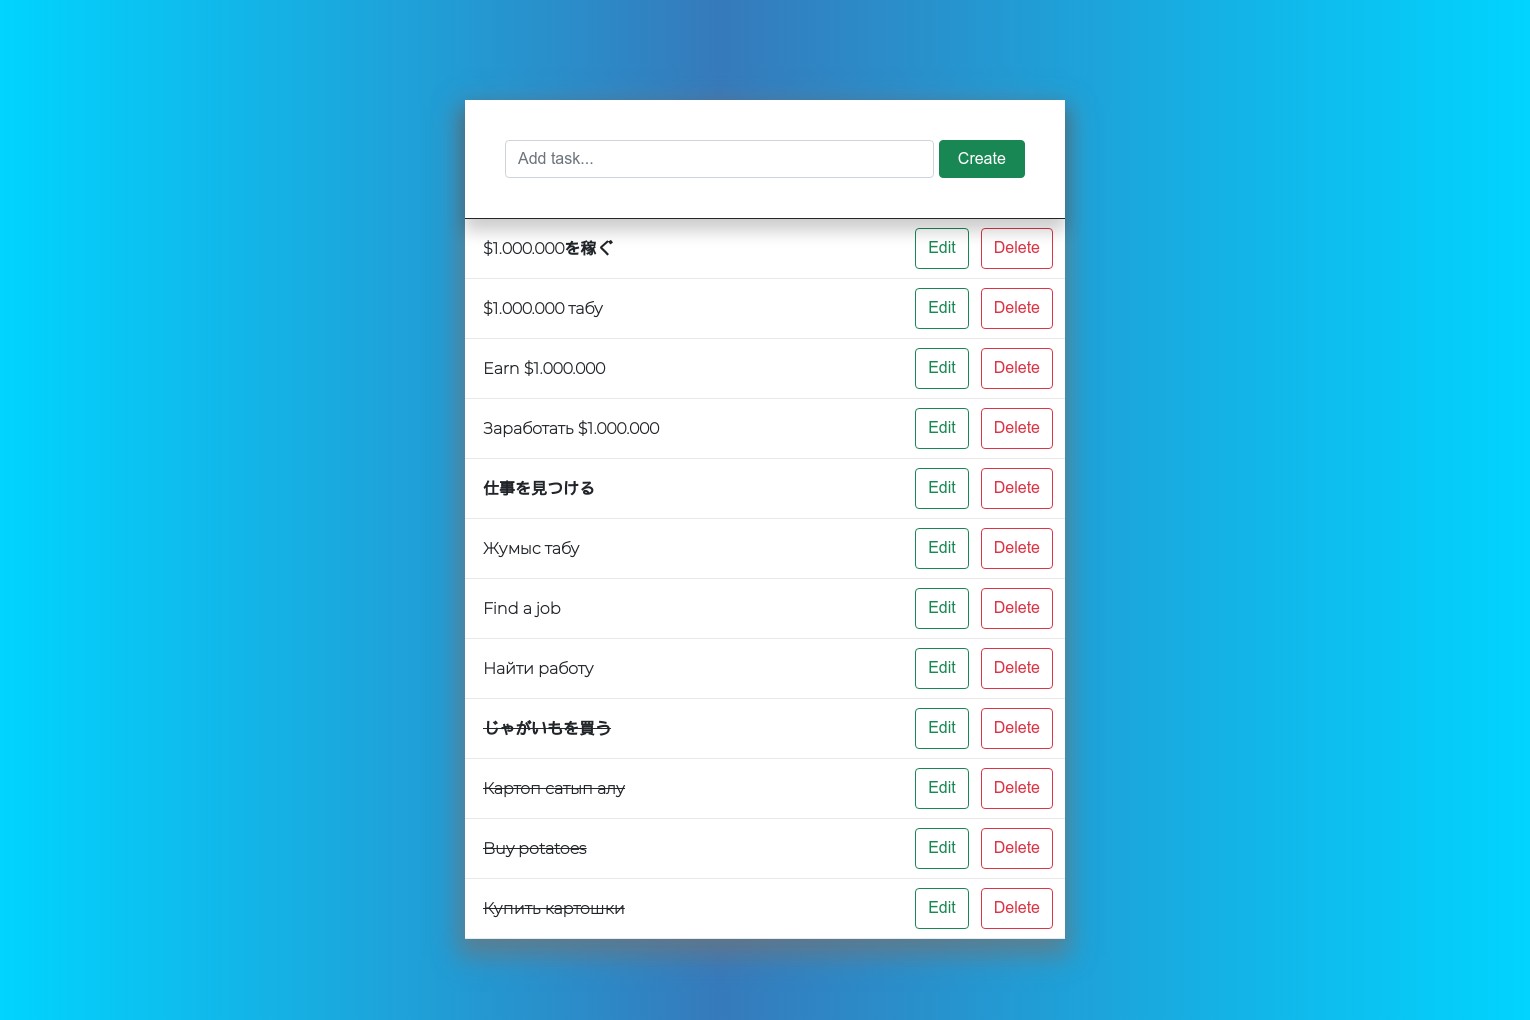 Add task...
Create
$1.000.000を稼ぐ
Edit
Delete
$1.000.000 табу
Edit
Delete
Earn $1.000.000
Edit
Delete
Заработать $1.000.000
Edit
Delete
仕事を見つける
Edit
Delete
Жумыс табу
Edit
Delete
Find a job
Edit
Delete
Найти работу
Edit
Delete
じゃがいもを買う
Edit
Delete
Картоп сатып алу
Edit
Delete
Buy potatoes
Edit
Delete
Купить картошки
Edit
Delete